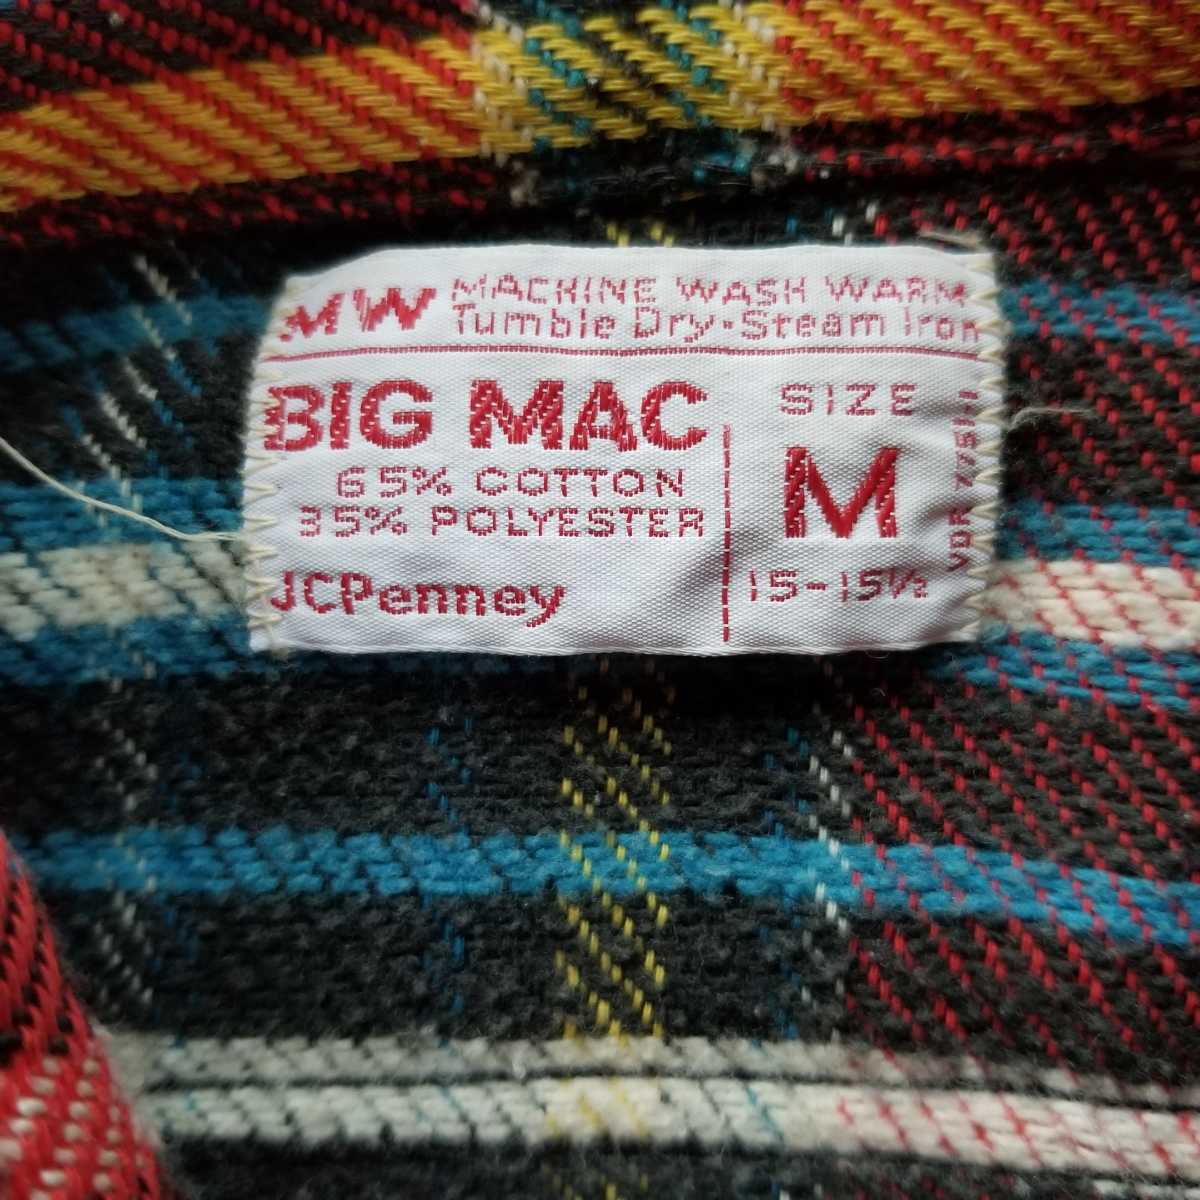 MW MACHINE WASH WARM
Tumble Dry·Steam Iron
BIG MAC
65% COTTON
35% POLYESTER
JCPenney
SIZE
M
15-15½